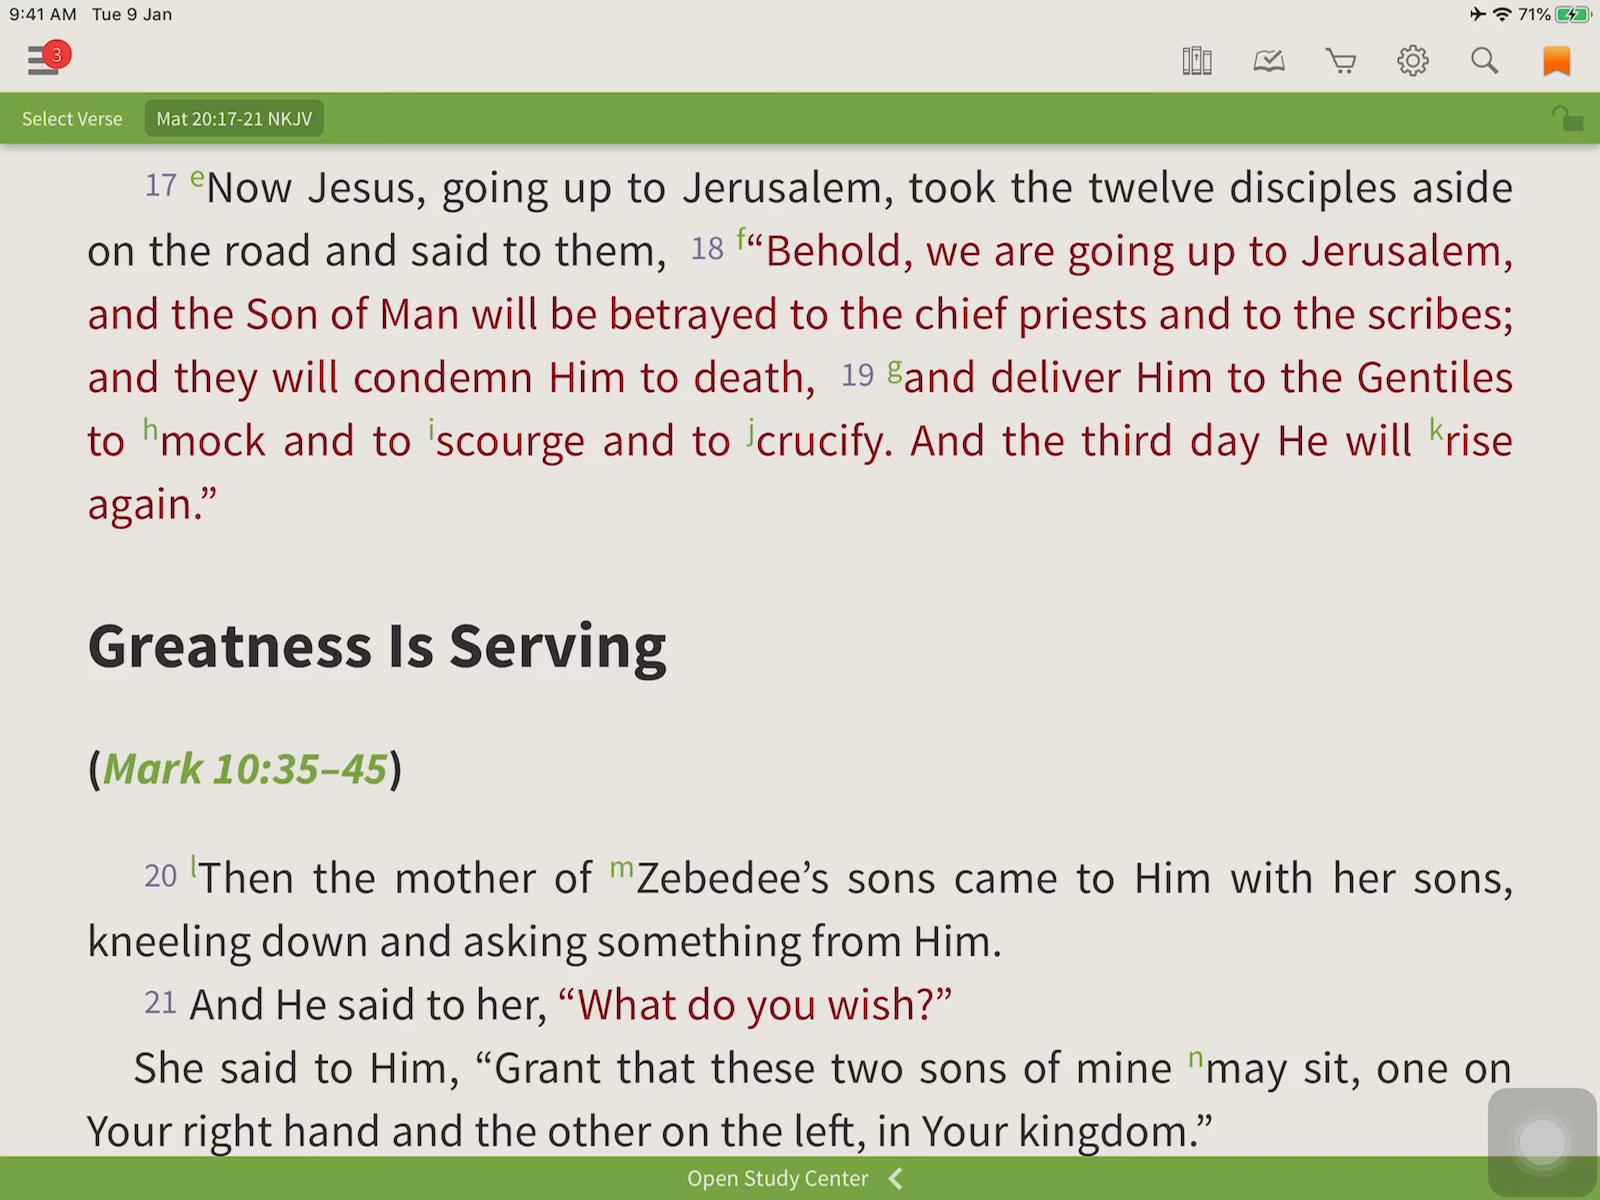 9:41 AM Tue 9 Jan 71%
3
Select Verse Mat 20:17-21 NKJV
17 eNow Jesus, going up to Jerusalem, took the twelve disciples aside
on the road and said to them, 18 f“Behold, we are going up to Jerusalem,
and the Son of Man will be betrayed to the chief priests and to the scribes;
and they will condemn Him to death, 19 gand deliver Him to the Gentiles
to hmock and to iscourge and to jcrucify. And the third day He will krise
again.”
Greatness Is Serving
(Mark 10:35–45)
20 lThen the mother of mZebedee’s sons came to Him with her sons,
kneeling down and asking something from Him.
21 And He said to her, “What do you wish?”
She said to Him, “Grant that these two sons of mine nmay sit, one on
Your right hand and the other on the left, in Your kingdom.”
Open Study Center